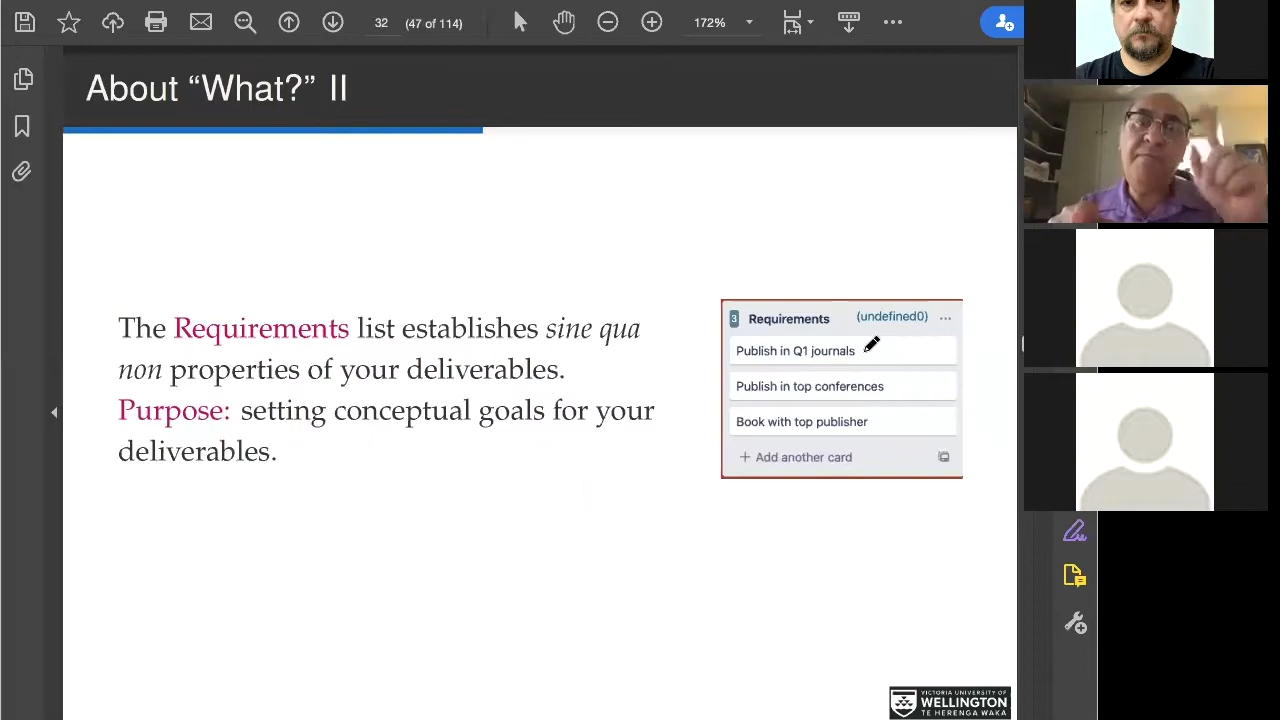 32 (47 of 114) 172%
About “What?” II
The Requirements list establishes sine qua
non properties of your deliverables.
Purpose: setting conceptual goals for your
deliverables.
3 Requirements (undefined0) ...
Publish in Q1 journals
Publish in top conferences
Book with top publisher
+ Add another card
VICTORIA UNIVERSITY OF
WELLINGTON
TE HERENGA WAKA